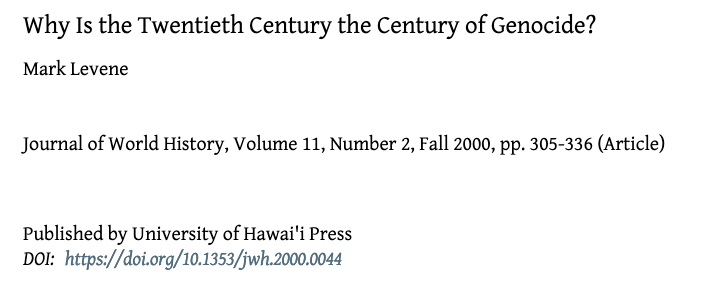 Why Is the Twentieth Century the Century of Genocide?
Mark Levene
Journal of World History, Volume 11, Number 2, Fall 2000, pp. 305-336 (Article)
Published by University of Hawai'i Press
DOI: https://doi.org/10.1353/jwh.2000.0044